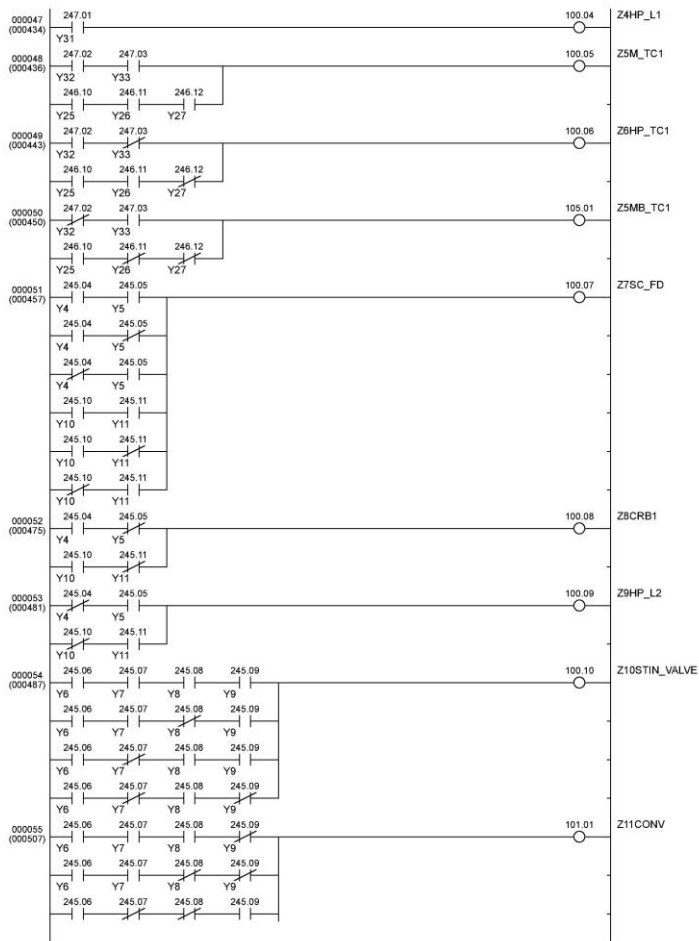 000047 247.01 100.04 Z4HP_L1
(000434) Y31
000048 247.02 247.03 100.05 Z5M_TC1
(000436) Y32 Y33
246.10 246.11 246.12
Y25 Y26 Y27
000049 247.02 247.03 100.06 Z6HP_TC1
(000443) Y32 Y33
246.10 246.11 246.12
Y25 Y26 Y27
000050 247.02 247.03 105.01 Z5MB_TC1
(000450) Y32 Y33
246.10 246.11 246.12
Y25 Y26 Y27
000051 245.04 245.05 100.07 Z7SC_FD
(000457) Y4 Y5
245.04 245.05
Y4 Y5
245.04 245.05
Y4 Y5
245.10 245.11
Y10 Y11
245.10 245.11
Y10 Y11
245.10 245.11
Y10 Y11
000052 245.04 245.05 100.08 Z8CRB1
(000475) Y4 Y5
245.10 245.11
Y10 Y11
000053 245.04 245.05 100.09 Z9HP_L2
(000481) Y4 Y5
245.10 245.11
Y10 Y11
000054 245.06 245.07 245.08 245.09 100.10 Z10STIN_VALVE
(000487) Y6 Y7 Y8 Y9
245.06 245.07 245.08 245.09
Y6 Y7 Y8 Y9
245.06 245.07 245.08 245.09
Y6 Y7 Y8 Y9
245.06 245.07 245.08 245.09
Y6 Y7 Y8 Y9
000055 245.06 245.07 245.08 245.09 101.01 Z11CONV
(000507) Y6 Y7 Y8 Y9
245.06 245.07 245.08 245.09
Y6 Y7 Y8 Y9
245.06 245.07 245.08 245.09